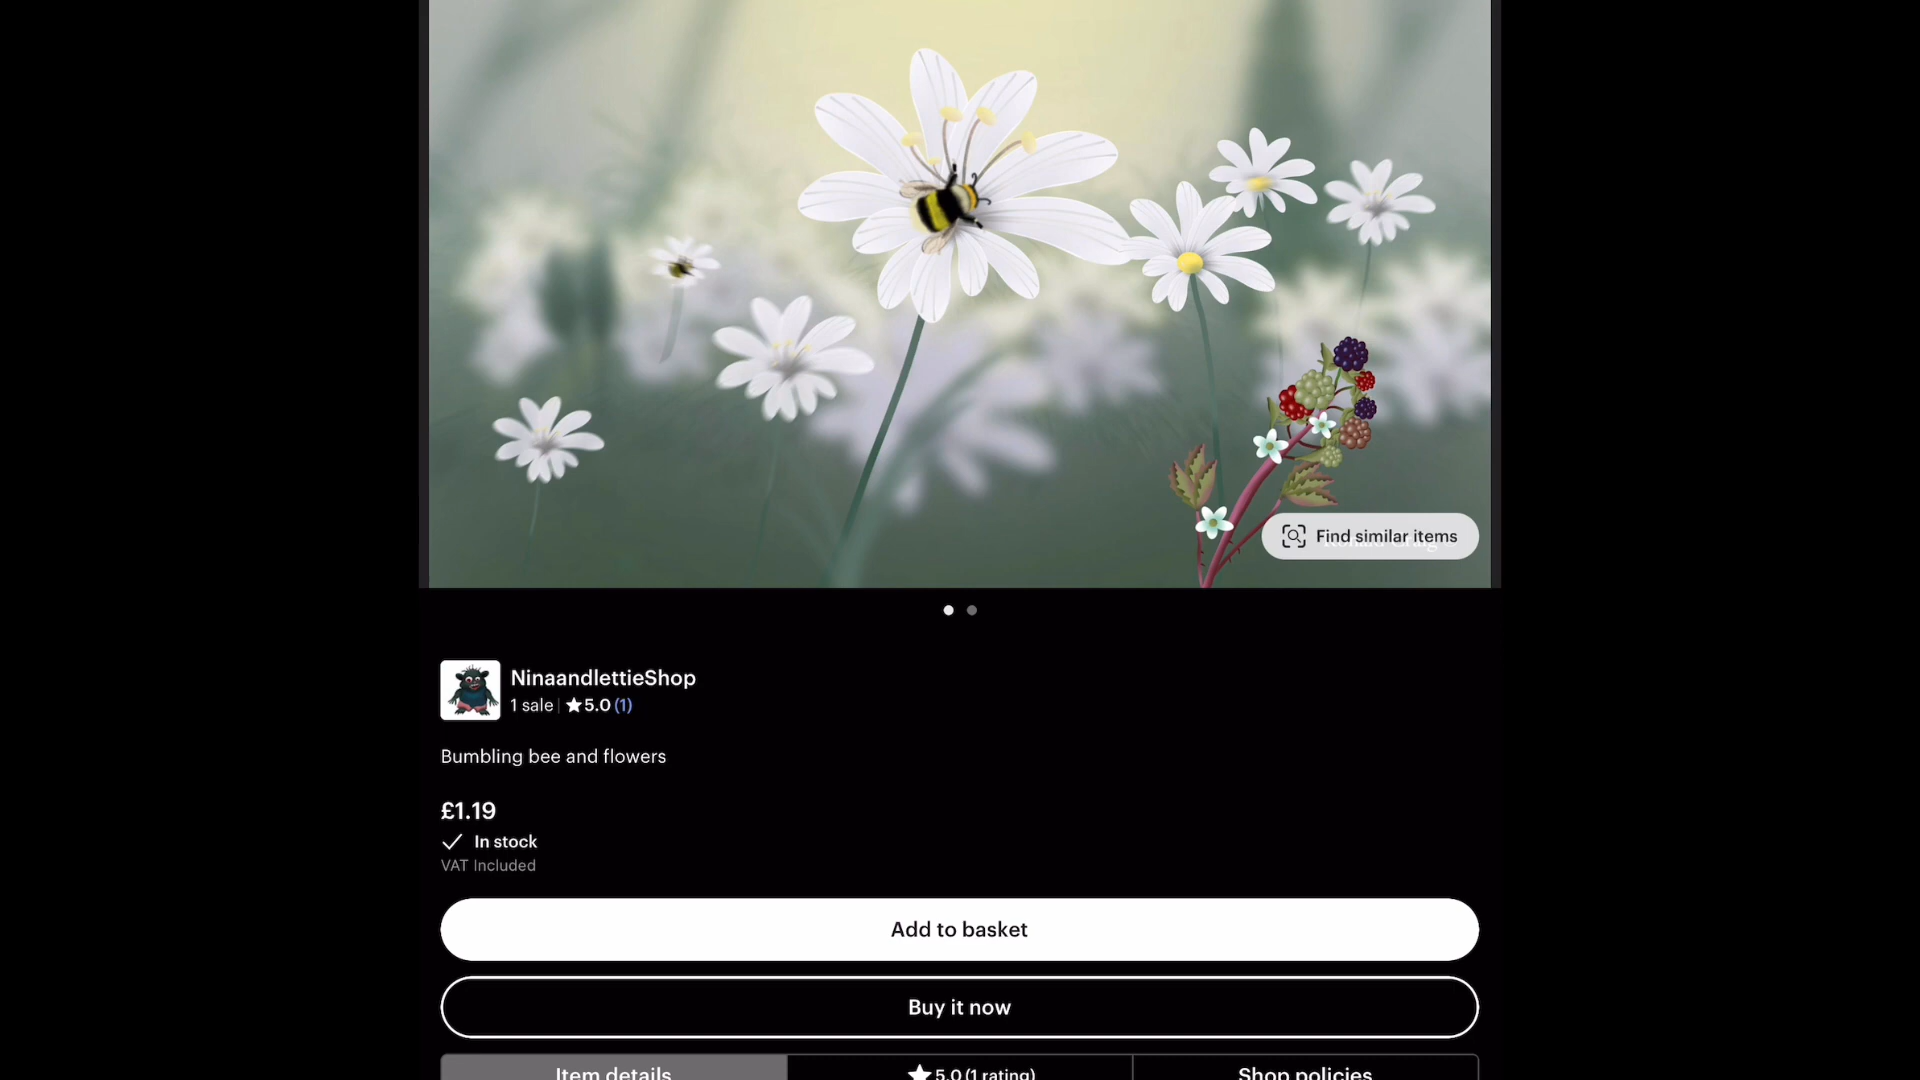 Find similar items
NinaandlettieShop
1 sale | ★5.0 (1)
Bumbling bee and flowers
£1.19
In stock
VAT Included
Add to basket
Buy it now
Item details
★ 5.0 (1 rating)
Shop policies